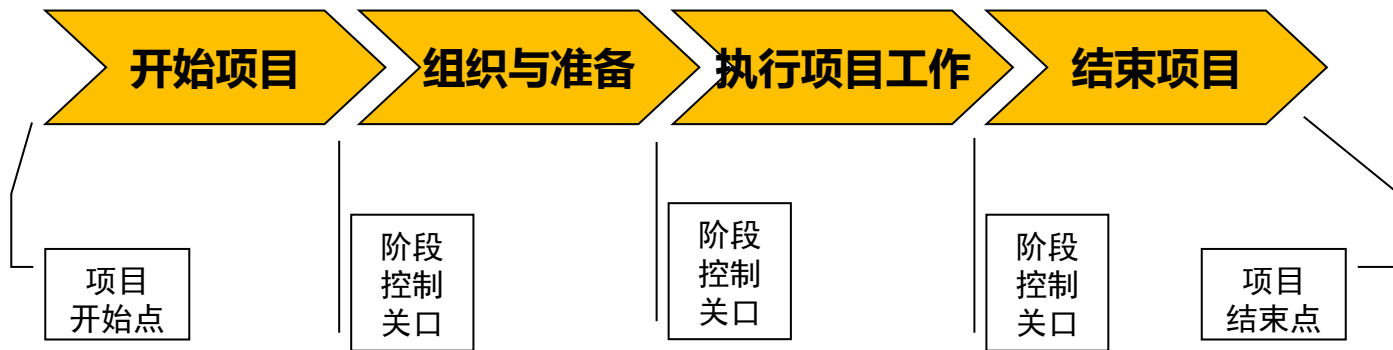 开始项目
组织与准备
执行项目工作
结束项目
项目
开始点
阶段
控制
关口
阶段
控制
关口
阶段
控制
关口
项目
结束点